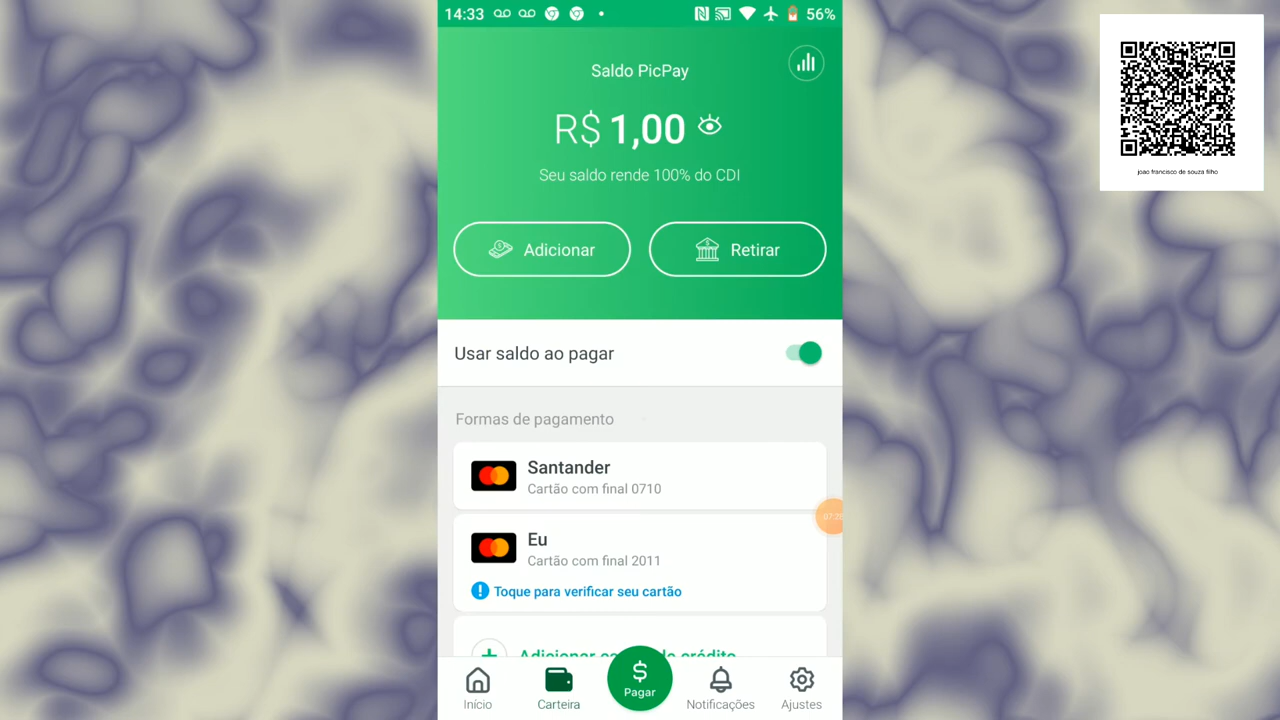 14:33
56%
Saldo PicPay
R$ 1,00
Seu saldo rende 100% do CDI
Adicionar
Retirar
Usar saldo ao pagar
Formas de pagamento
Santander
Cartão com final 0710
Eu
Cartão com final 2011
Toque para verificar seu cartão
Adicionar cartão de crédito
Início
Carteira
$
Pagar
Notificações
Ajustes
joao francisco de souza filho